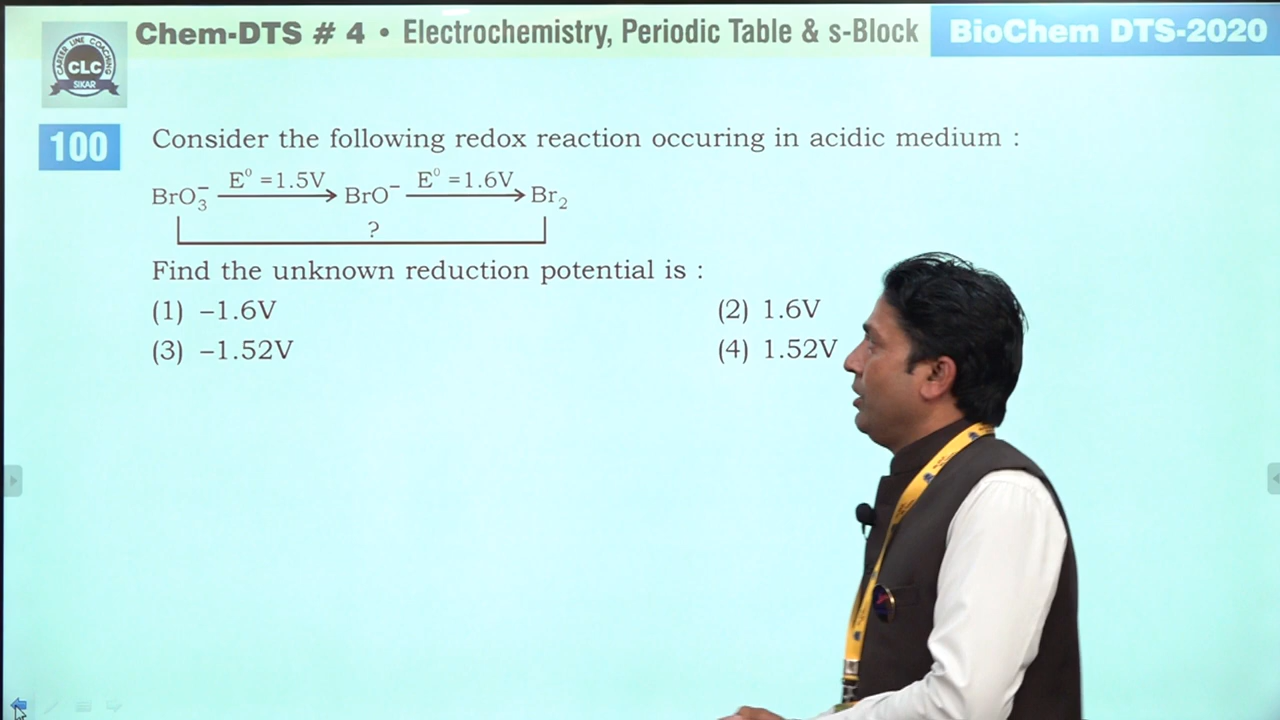 Chem-DTS # 4 • Electrochemistry, Periodic Table & s-Block
BioChem DTS-2020
CAREER LINE COACHING
CLC
SIKAR
100
Consider the following redox reaction occuring in acidic medium :
BrO₃⁻ E⁰ =1.5V → BrO⁻ E⁰ =1.6V → Br₂
?
Find the unknown reduction potential is :
(1) –1.6V (2) 1.6V
(3) –1.52V (4) 1.52V